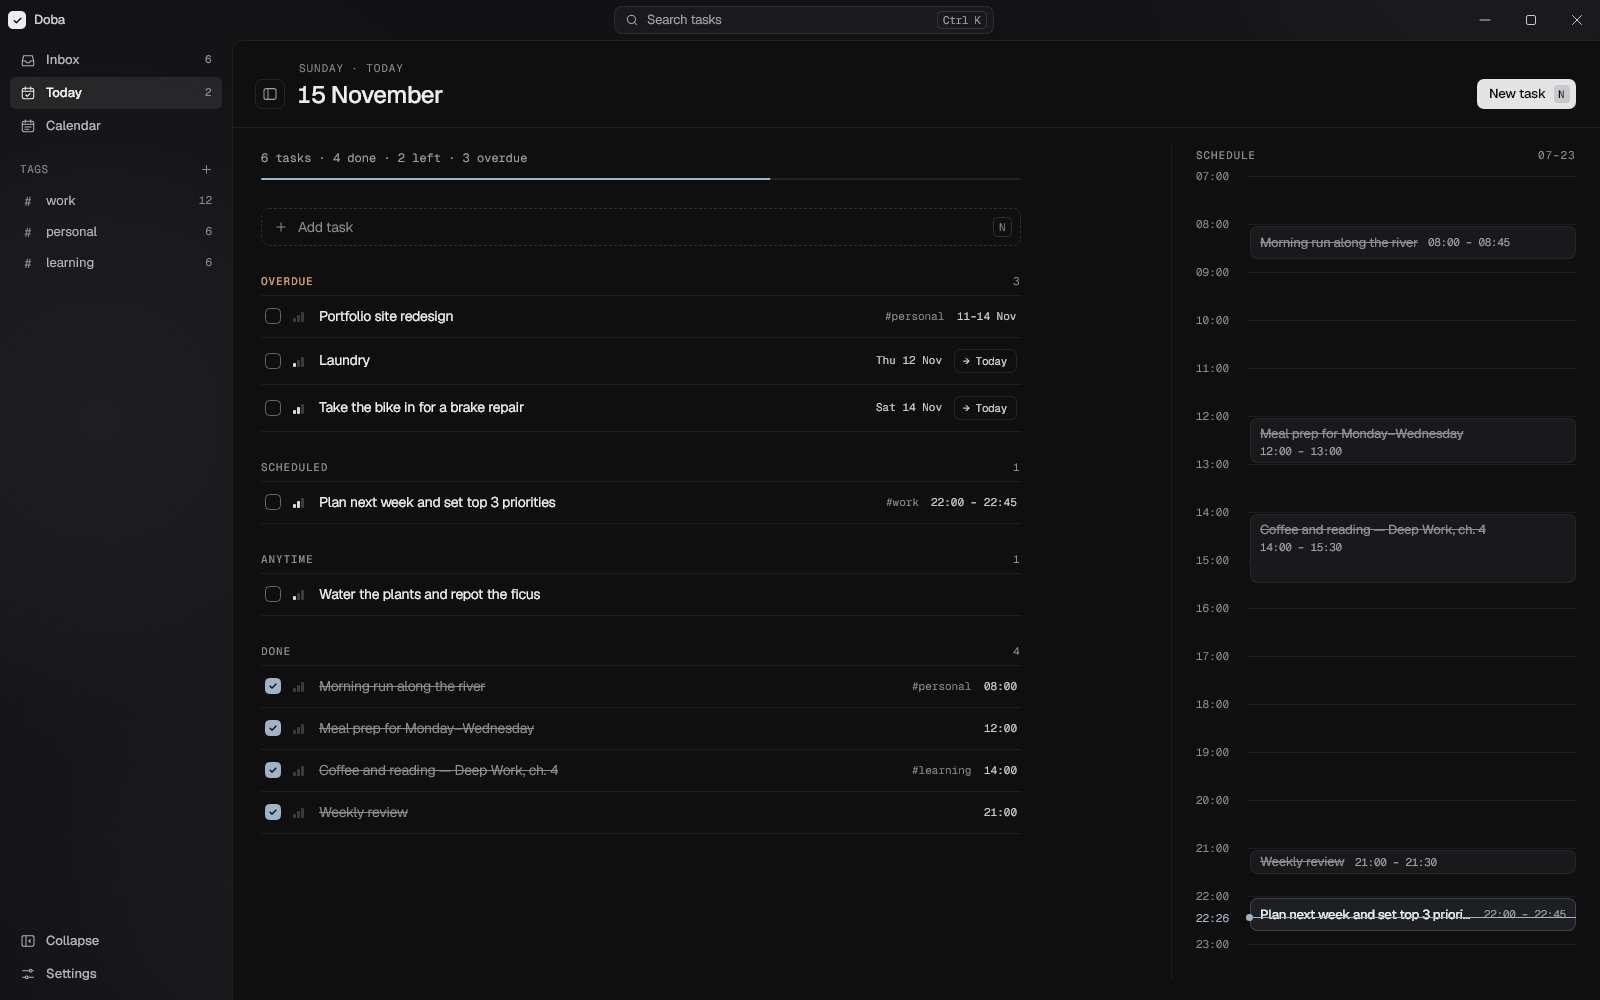 Doba
Search tasks
Ctrl K
Inbox 6
Today 2
Calendar
TAGS +
# work 12
# personal 6
# learning 6
Collapse
Settings
SUNDAY · TODAY
15 November
New task N
6 tasks · 4 done · 2 left · 3 overdue
+ Add task N
OVERDUE 3
Portfolio site redesign #personal 11–14 Nov
Laundry Thu 12 Nov → Today
Take the bike in for a brake repair Sat 14 Nov → Today
SCHEDULED 1
Plan next week and set top 3 priorities #work 22:00 – 22:45
ANYTIME 1
Water the plants and repot the ficus
DONE 4
Morning run along the river #personal 08:00
Meal prep for Monday–Wednesday 12:00
Coffee and reading — Deep Work, ch. 4 #learning 14:00
Weekly review 21:00
SCHEDULE 07–23
07:00
08:00
Morning run along the river 08:00 – 08:45
09:00
10:00
11:00
12:00
Meal prep for Monday–Wednesday
12:00 – 13:00
13:00
14:00
Coffee and reading — Deep Work, ch. 4
14:00 – 15:30
15:00
16:00
17:00
18:00
19:00
20:00
21:00
Weekly review 21:00 – 21:30
22:00
22:26
Plan next week and set top 3 priori… 22:00 – 22:45
23:00